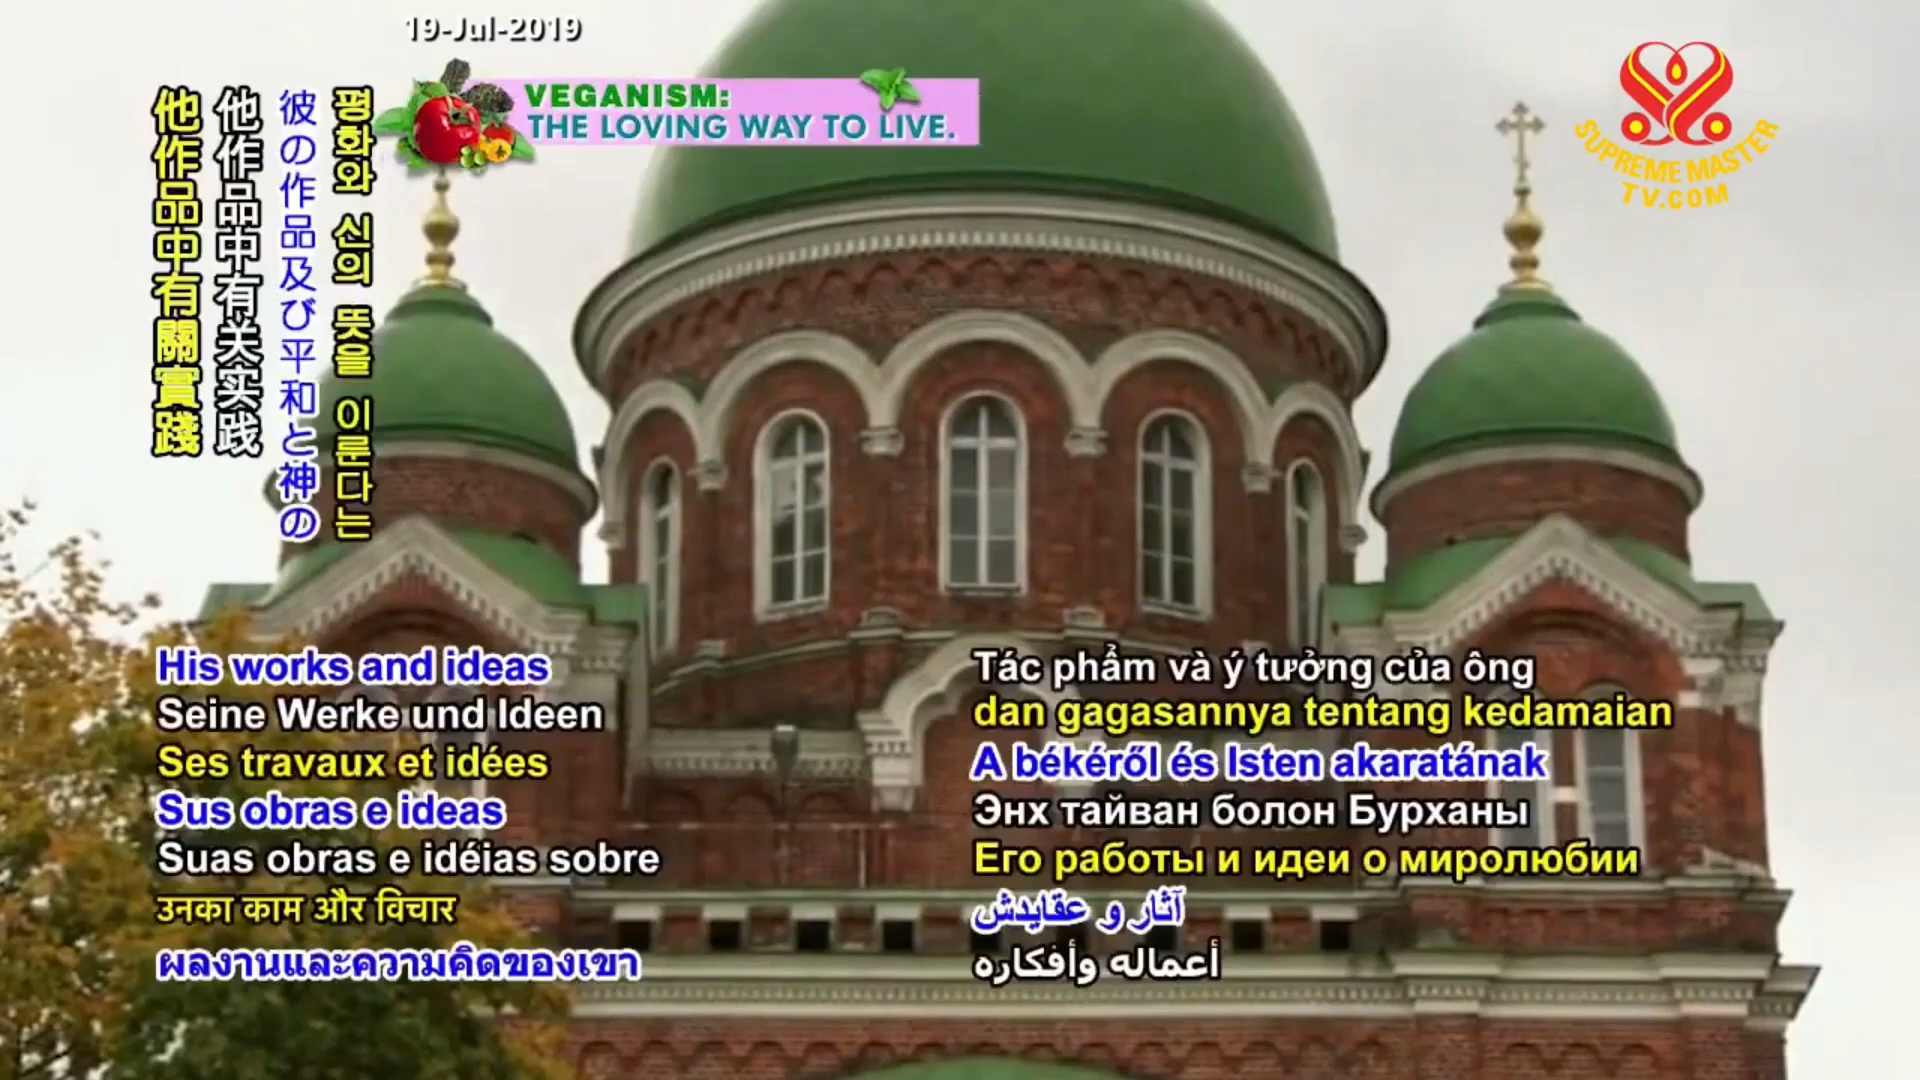 19-Jul-2019
VEGANISM:
THE LOVING WAY TO LIVE.
SUPREME MASTER
TV.COM
他作品中有關實踐
他作品中有关实践
彼の作品及び平和と神の
평화와 신의 뜻을 이룬다는
His works and ideas
Seine Werke und Ideen
Ses travaux et idées
Sus obras e ideas
Suas obras e idéias sobre
उनका काम और विचार
ผลงานและความคิดของเขา
Tác phẩm và ý tưởng của ông
dan gagasannya tentang kedamaian
A békéről és Isten akaratának
Энх тайван болон Бурханы
Его работы и идеи о миролюбии
آثار و عقایدش
أعماله وأفكاره